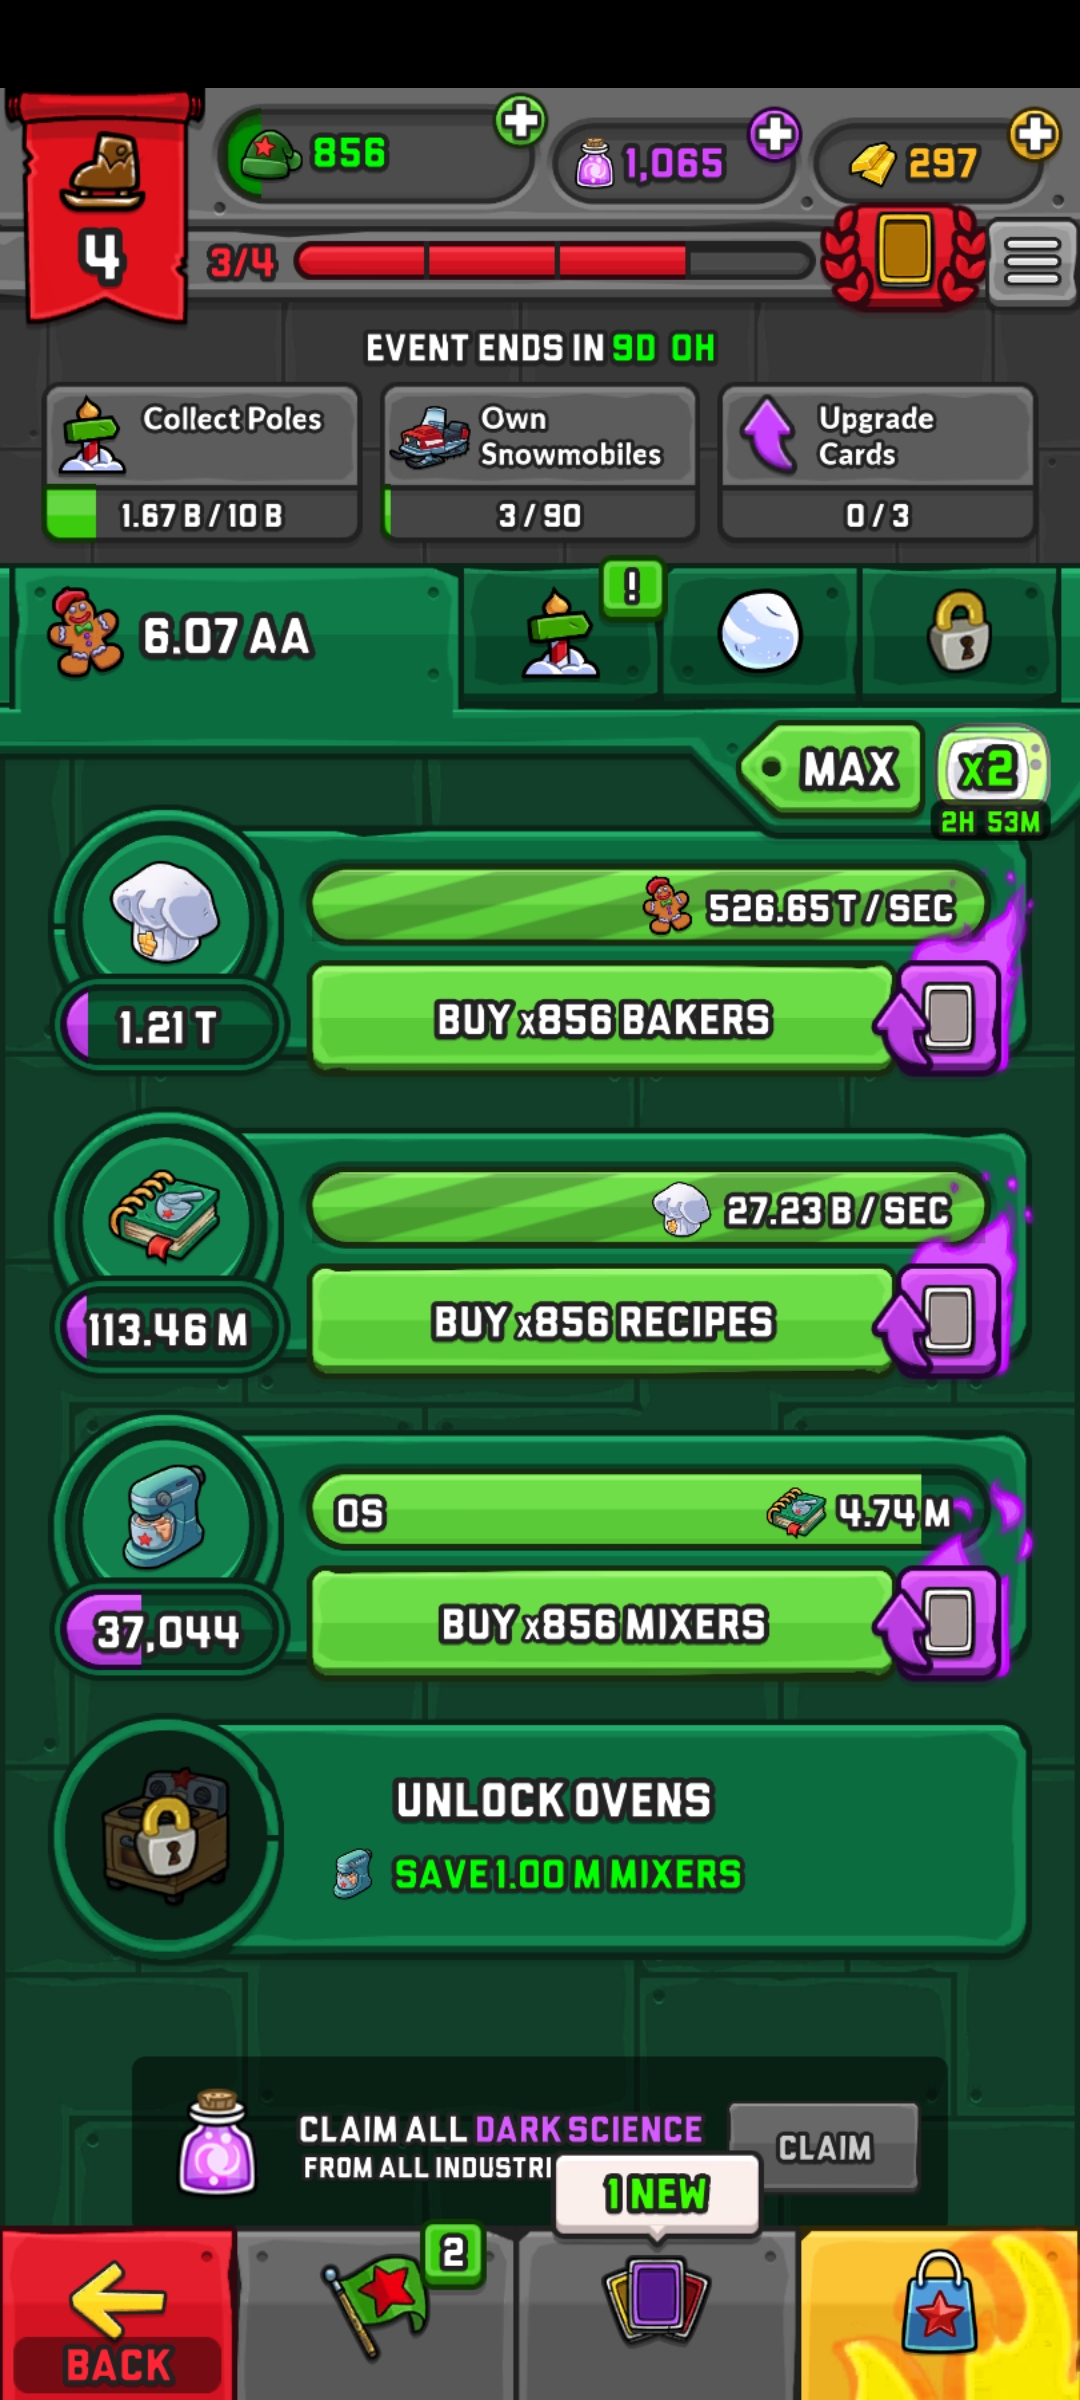 856
1,065
297
4
3/4
EVENT ENDS IN 9D 0H
Collect Poles
1.67 B / 10 B
Own
Snowmobiles
3 / 90
Upgrade
Cards
0 / 3
6.07 AA
!
MAX
x2
2H 53M
526.65 T / SEC
1.21 T
BUY x856 BAKERS
27.23 B / SEC
113.46 M
BUY x856 RECIPES
0S
4.74 M
37,044
BUY x856 MIXERS
UNLOCK OVENS
SAVE 1.00 M MIXERS
CLAIM ALL DARK SCIENCE
FROM ALL INDUSTRI
CLAIM
1 NEW
2
BACK